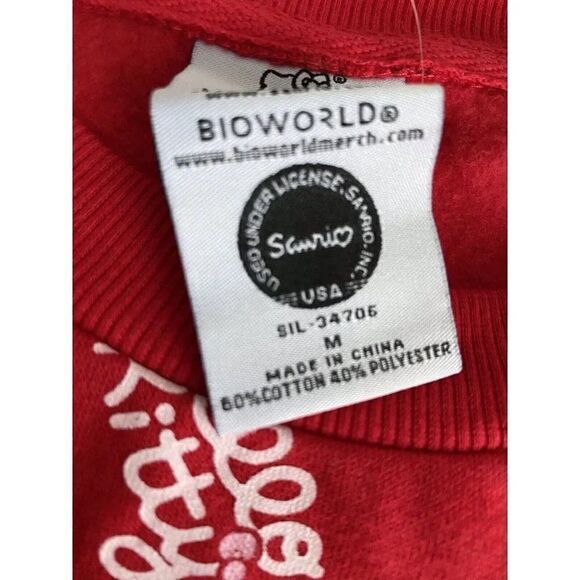 BIOWORLD®
www.bioworldmerch.com
USED UNDER LICENSE. SANRIO, INC.
Sanrio
USA
SIL-34706
M
MADE IN CHINA
60%COTTON 40% POLYESTER
Hello
Kitty